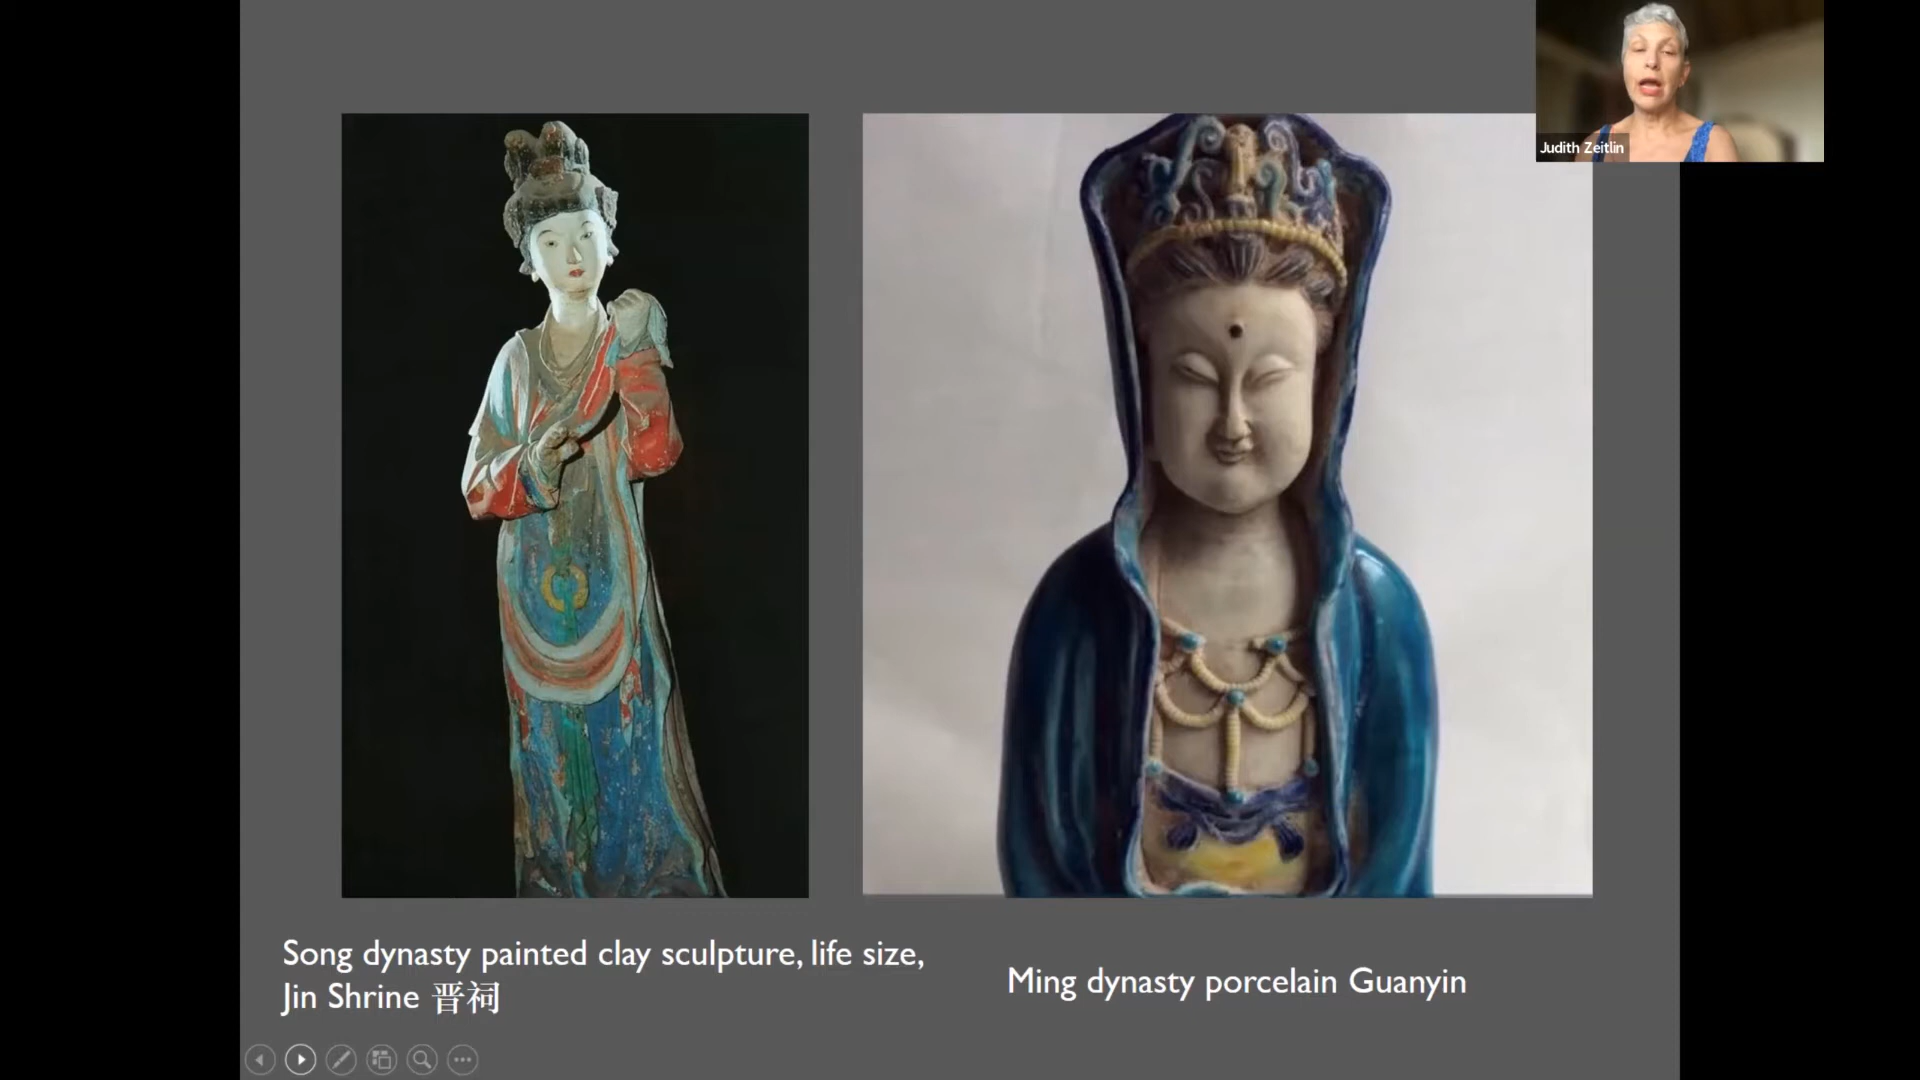 Judith Zeitlin
Song dynasty painted clay sculpture, life size,
Jin Shrine 晋祠
Ming dynasty porcelain Guanyin